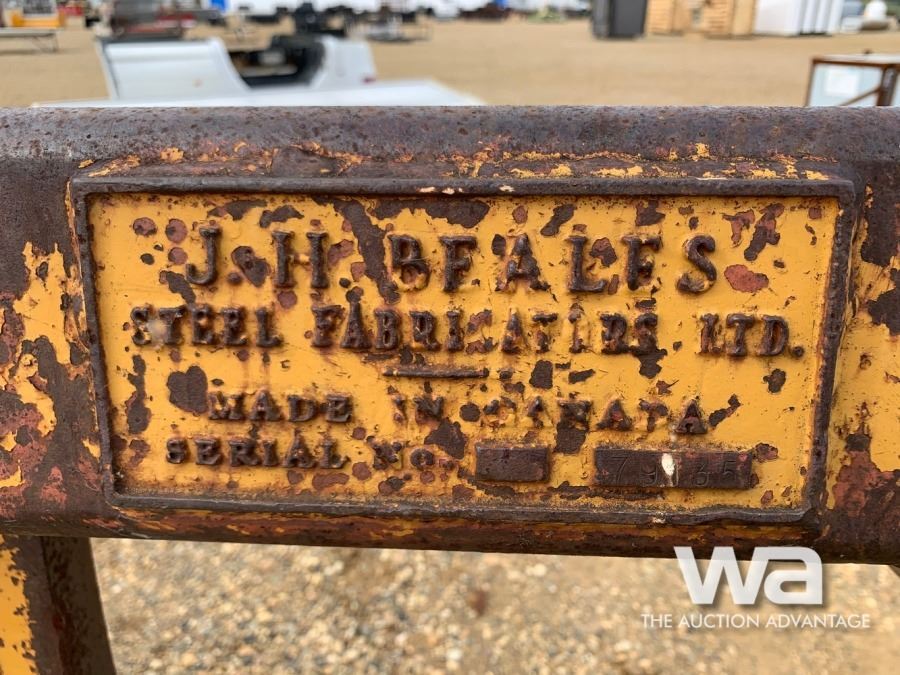 J.H BEALES
STEEL FABRICATORS LTD.
MADE IN CANADA
SERIAL NO.
wa
THE AUCTION ADVANTAGE